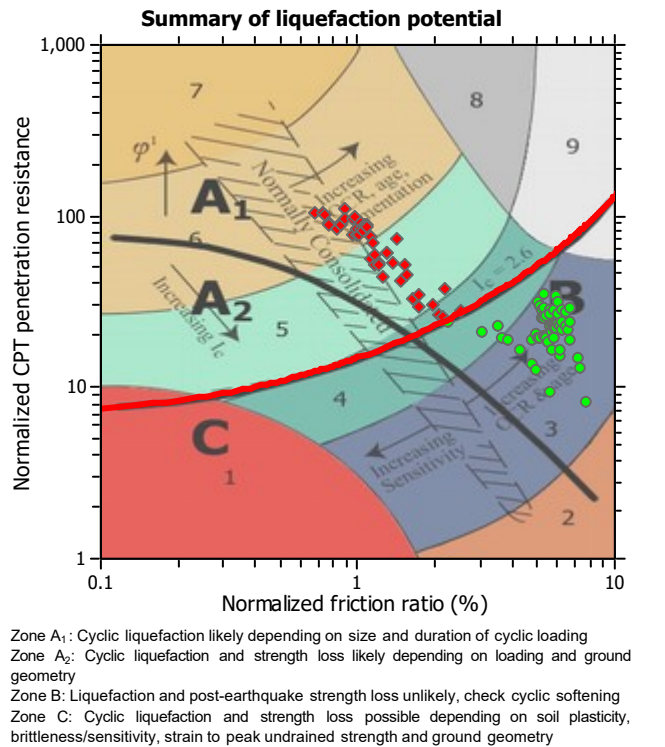 Summary of liquefaction potential
1,000
100
10
1
Normalized CPT penetration resistance
7
8
9
φ'
A1
Increasing
R, age,
mentation
Normally Consolidated
6
A2
Increasing Ic
5
Ic = 2.6
B
4
Increasing
OCR & age
3
C
1
Increasing
Sensitivity
2
0.1
1
10
Normalized friction ratio (%)
Zone A1: Cyclic liquefaction likely depending on size and duration of cyclic loading
Zone A2: Cyclic liquefaction and strength loss likely depending on loading and ground
geometry
Zone B: Liquefaction and post-earthquake strength loss unlikely, check cyclic softening
Zone C: Cyclic liquefaction and strength loss possible depending on soil plasticity,
brittleness/sensitivity, strain to peak undrained strength and ground geometry